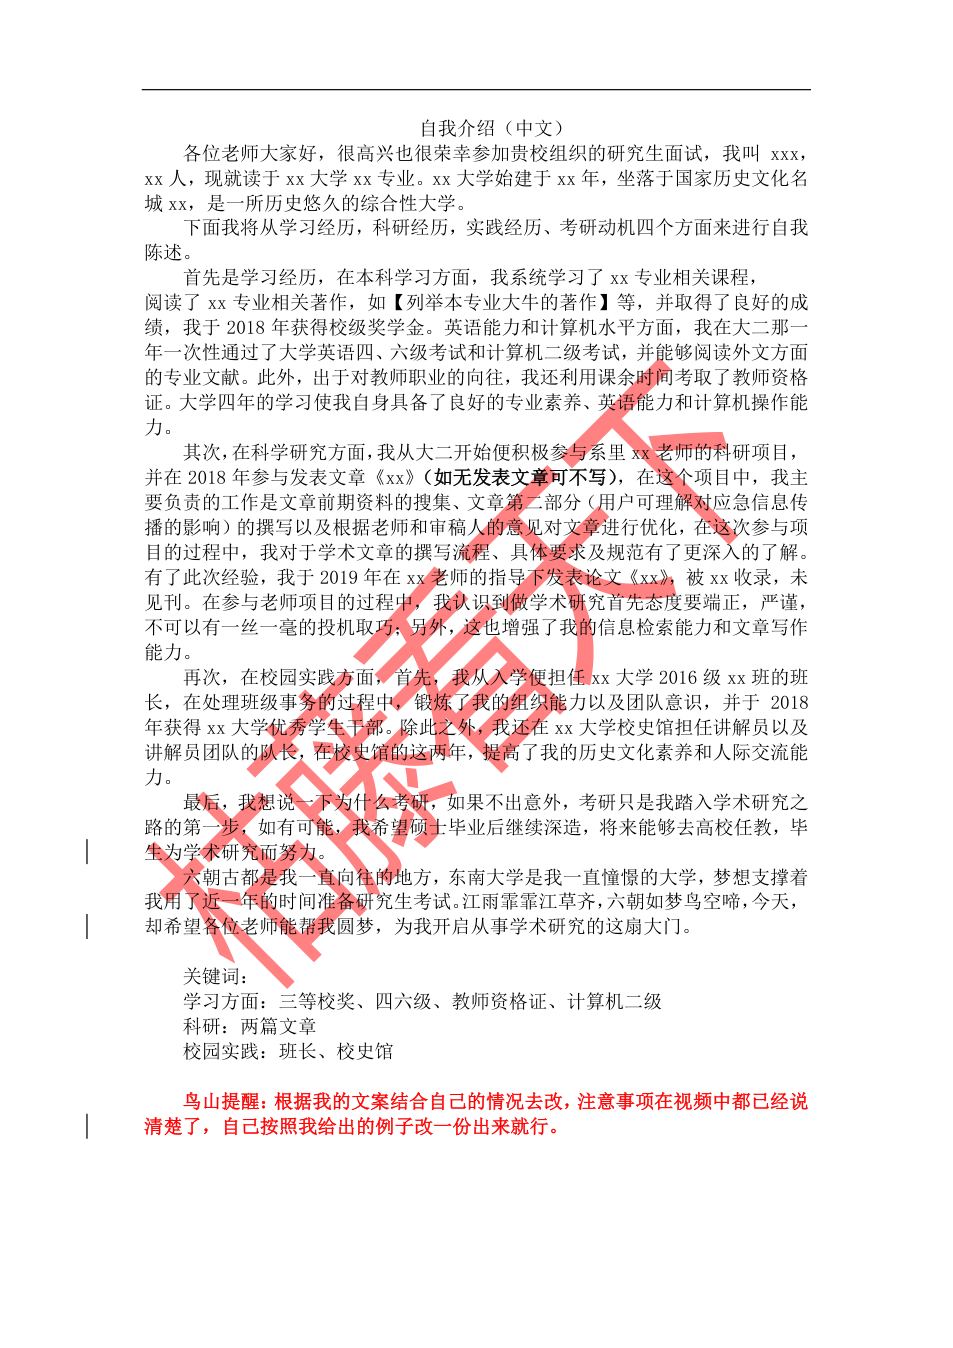 自我介绍（中文）
各位老师大家好，很高兴也很荣幸参加贵校组织的研究生面试，我叫 xxx，
xx 人，现就读于 xx 大学 xx 专业。xx 大学始建于 xx 年，坐落于国家历史文化名
城 xx，是一所历史悠久的综合性大学。
下面我将从学习经历，科研经历，实践经历、考研动机四个方面来进行自我
陈述。
首先是学习经历，在本科学习方面，我系统学习了 xx 专业相关课程，
阅读了 xx 专业相关著作，如【列举本专业大牛的著作】等，并取得了良好的成
绩，我于 2018 年获得校级奖学金。英语能力和计算机水平方面，我在大二那一
年一次性通过了大学英语四、六级考试和计算机二级考试，并能够阅读外文方面
的专业文献。此外，出于对教师职业的向往，我还利用课余时间考取了教师资格
证。大学四年的学习使我自身具备了良好的专业素养、英语能力和计算机操作能
力。
其次，在科学研究方面，我从大二开始便积极参与系里 xx 老师的科研项目，
并在 2018 年参与发表文章《xx》（如无发表文章可不写），在这个项目中，我主
要负责的工作是文章前期资料的搜集、文章第二部分（用户可理解对应急信息传
播的影响）的撰写以及根据老师和审稿人的意见对文章进行优化，在这次参与项
目的过程中，我对于学术文章的撰写流程、具体要求及规范有了更深入的了解。
有了此次经验，我于 2019 年在 xx 老师的指导下发表论文《xx》，被 xx 收录，未
见刊。在参与老师项目的过程中，我认识到做学术研究首先态度要端正，严谨，
不可以有一丝一毫的投机取巧；另外，这也增强了我的信息检索能力和文章写作
能力。
再次，在校园实践方面，首先，我从入学便担任 xx 大学 2016 级 xx 班的班
长，在处理班级事务的过程中，锻炼了我的组织能力以及团队意识，并于 2018
年获得 xx 大学优秀学生干部。除此之外，我还在 xx 大学校史馆担任讲解员以及
讲解员团队的队长，在校史馆的这两年，提高了我的历史文化素养和人际交流能
力。
最后，我想说一下为什么考研，如果不出意外，考研只是我踏入学术研究之
路的第一步，如有可能，我希望硕士毕业后继续深造，将来能够去高校任教，毕
生为学术研究而努力。
六朝古都是我一直向往的地方，东南大学是我一直憧憬的大学，梦想支撑着
我用了近一年的时间准备研究生考试。江雨霏霏江草齐，六朝如梦鸟空啼，今天，
却希望各位老师能帮我圆梦，为我开启从事学术研究的这扇大门。
关键词：
学习方面：三等校奖、四六级、教师资格证、计算机二级
科研：两篇文章
校园实践：班长、校史馆
鸟山提醒：根据我的文案结合自己的情况去改，注意事项在视频中都已经说
清楚了，自己按照我给出的例子改一份出来就行。
枯藤看天下